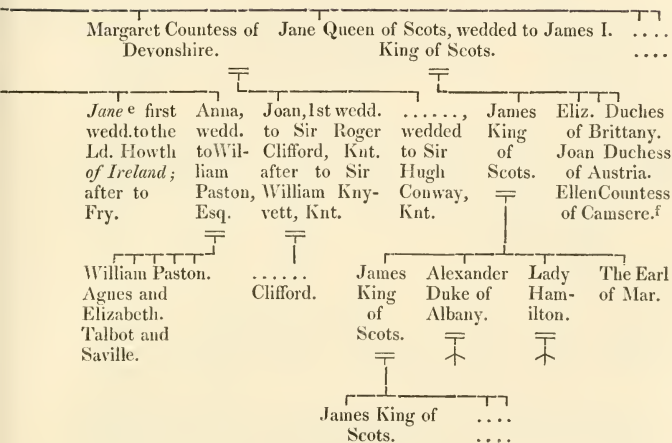 Margaret Countess of
Devonshire.
Jane Queen of Scots, wedded to James I.
King of Scots.
. . . .
. . . .
Jane e first
wedd. to the
Ld. Howth
of Ireland;
after to
Fry.
Anna,
wedd.
to Wil-
liam
Paston,
Esq.
Joan, 1st wedd.
to Sir Roger
Clifford, Knt.
after to Sir
William Kny-
vett, Knt.
. . . . . . ,
wedded
to Sir
Hugh
Conway,
Knt.
James
King
of
Scots.
Eliz. Duches
of Brittany.
Joan Duchess
of Austria.
Ellen Countess
of Camsere.f
William Paston.
Agnes and
Elizabeth.
Talbot and
Saville.
. . . . . .
Clifford.
James
King
of
Scots.
Alexander
Duke of
Albany.
Lady
Ham-
ilton.
The Earl
of Mar.
James King of
Scots.
. . . .
. . . .